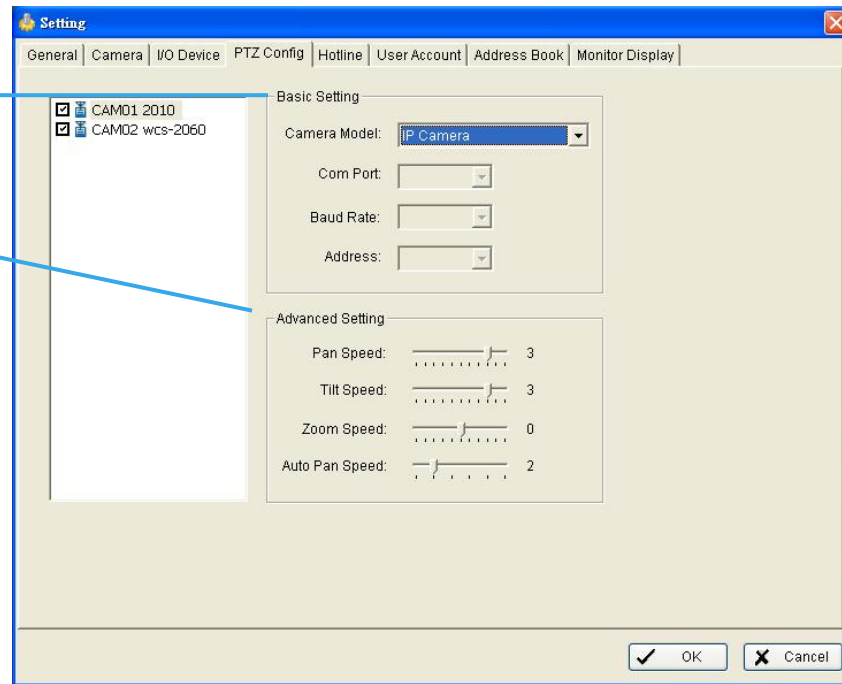 Setting
General Camera I/O Device PTZ Config Hotline User Account Address Book Monitor Display
CAM01 2010
CAM02 wcs-2060
Basic Setting
Camera Model: IP Camera
Com Port:
Baud Rate:
Address:
Advanced Setting
Pan Speed: 3
Tilt Speed: 3
Zoom Speed: 0
Auto Pan Speed: 2
OK Cancel